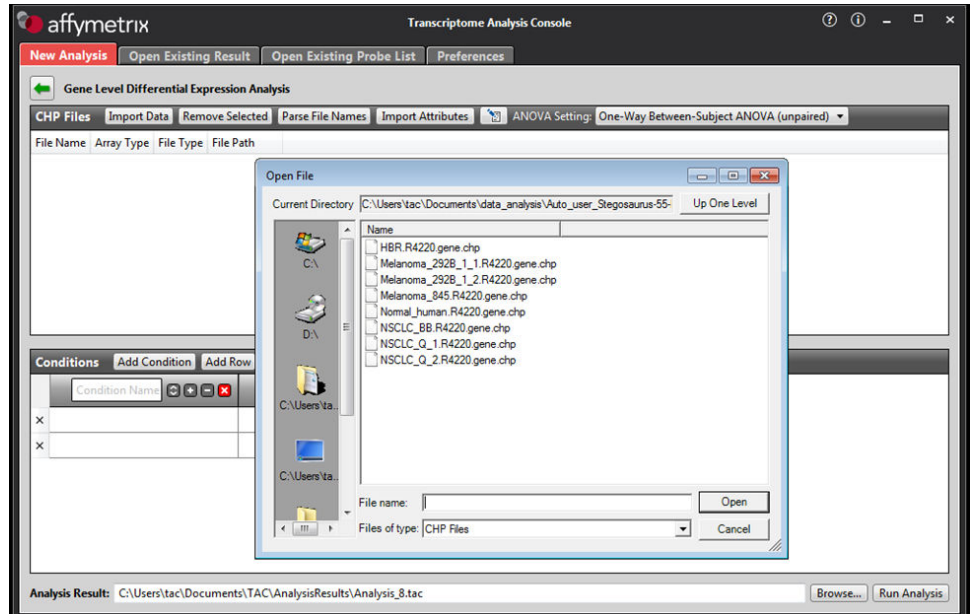 affymetrix
Transcriptome Analysis Console
New Analysis Open Existing Result Open Existing Probe List Preferences
Gene Level Differential Expression Analysis
CHP Files Import Data Remove Selected Parse File Names Import Attributes ANOVA Setting: One-Way Between-Subject ANOVA (unpaired)
File Name Array Type File Type File Path
Open File
Current Directory C:\Users\tac\Documents\data_analysis\Auto_user_Stegosaurus-55- Up One Level
Name
HBR.R4220.gene.chp
Melanoma_292B_1_1.R4220.gene.chp
Melanoma_292B_1_2.R4220.gene.chp
Melanoma_845.R4220.gene.chp
Normal_human.R4220.gene.chp
NSCLC_BB.R4220.gene.chp
NSCLC_Q_1.R4220.gene.chp
NSCLC_Q_2.R4220.gene.chp
C:\
D:\
C:\Users\ta..
C:\Users\ta..
File name: Open
Files of type: CHP Files Cancel
Conditions Add Condition Add Row
Condition Name
Analysis Result: C:\Users\tac\Documents\TAC\AnalysisResults\Analysis_8.tac Browse... Run Analysis